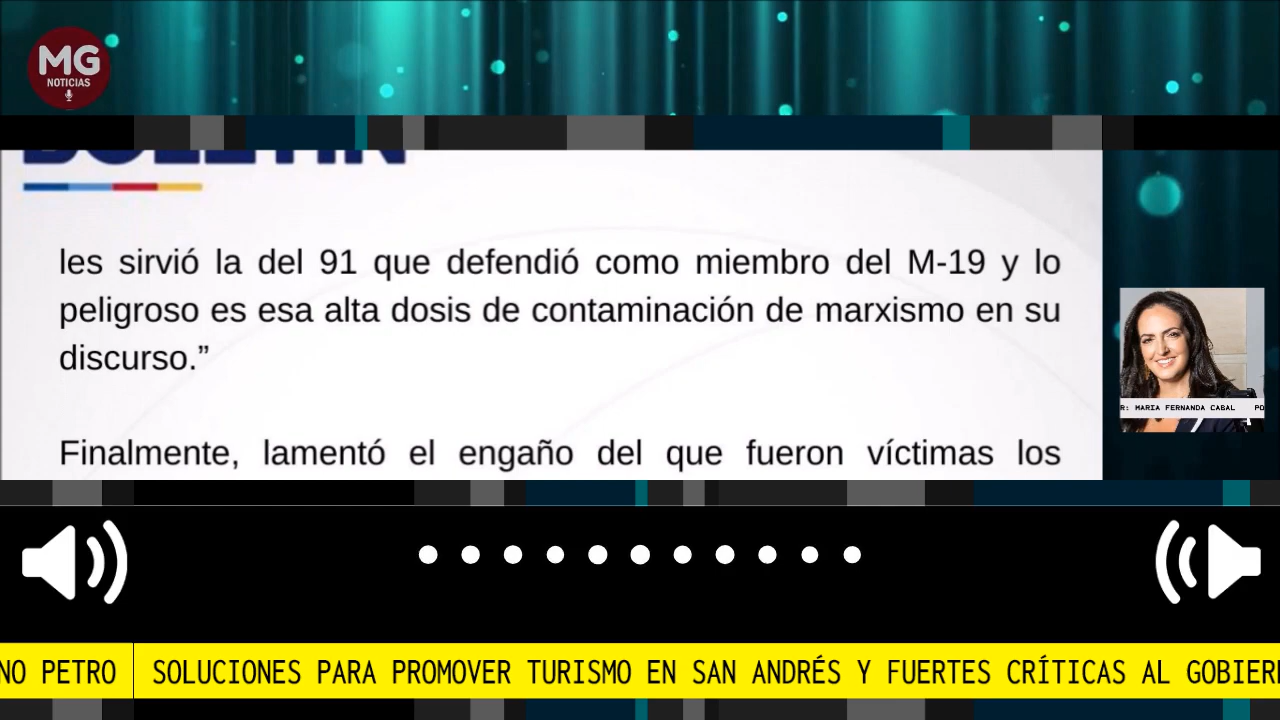 MG
NOTICIAS
BOLETÍN
les sirvió la del 91 que defendió como miembro del M-19 y lo
peligroso es esa alta dosis de contaminación de marxismo en su
discurso.”
Finalmente, lamentó el engaño del que fueron víctimas los
R: MARIA FERNANDA CABAL PO
NO PETRO SOLUCIONES PARA PROMOVER TURISMO EN SAN ANDRÉS Y FUERTES CRÍTICAS AL GOBIER